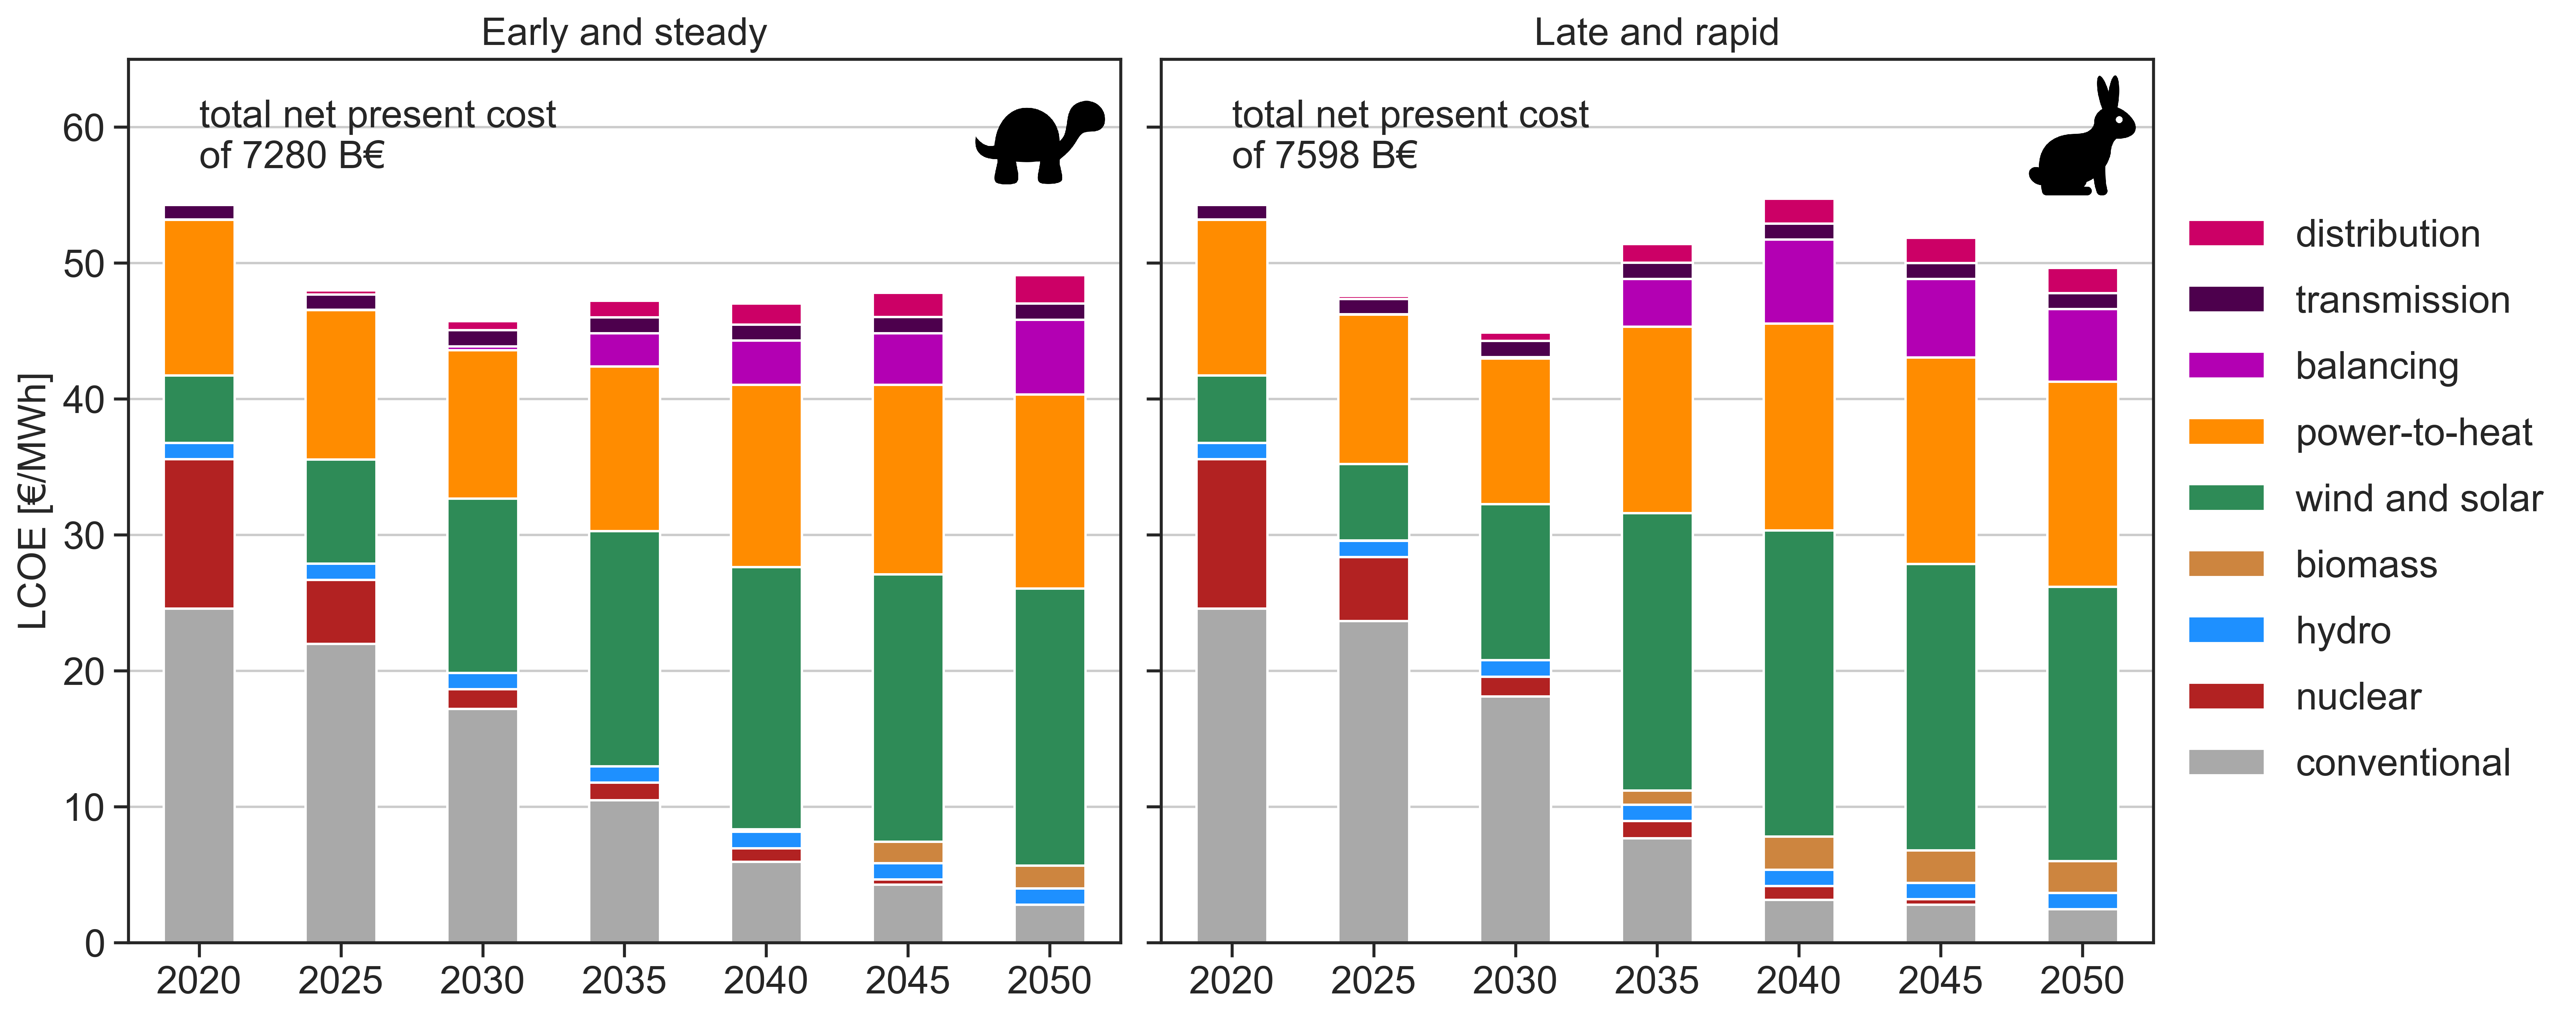 Early and steady
Late and rapid
total net present cost
of 7280 B€
total net present cost
of 7598 B€
LCOE [€/MWh]
60
50
40
30
20
10
0
2020 2025 2030 2035 2040 2045 2050
2020 2025 2030 2035 2040 2045 2050
distribution
transmission
balancing
power-to-heat
wind and solar
biomass
hydro
nuclear
conventional